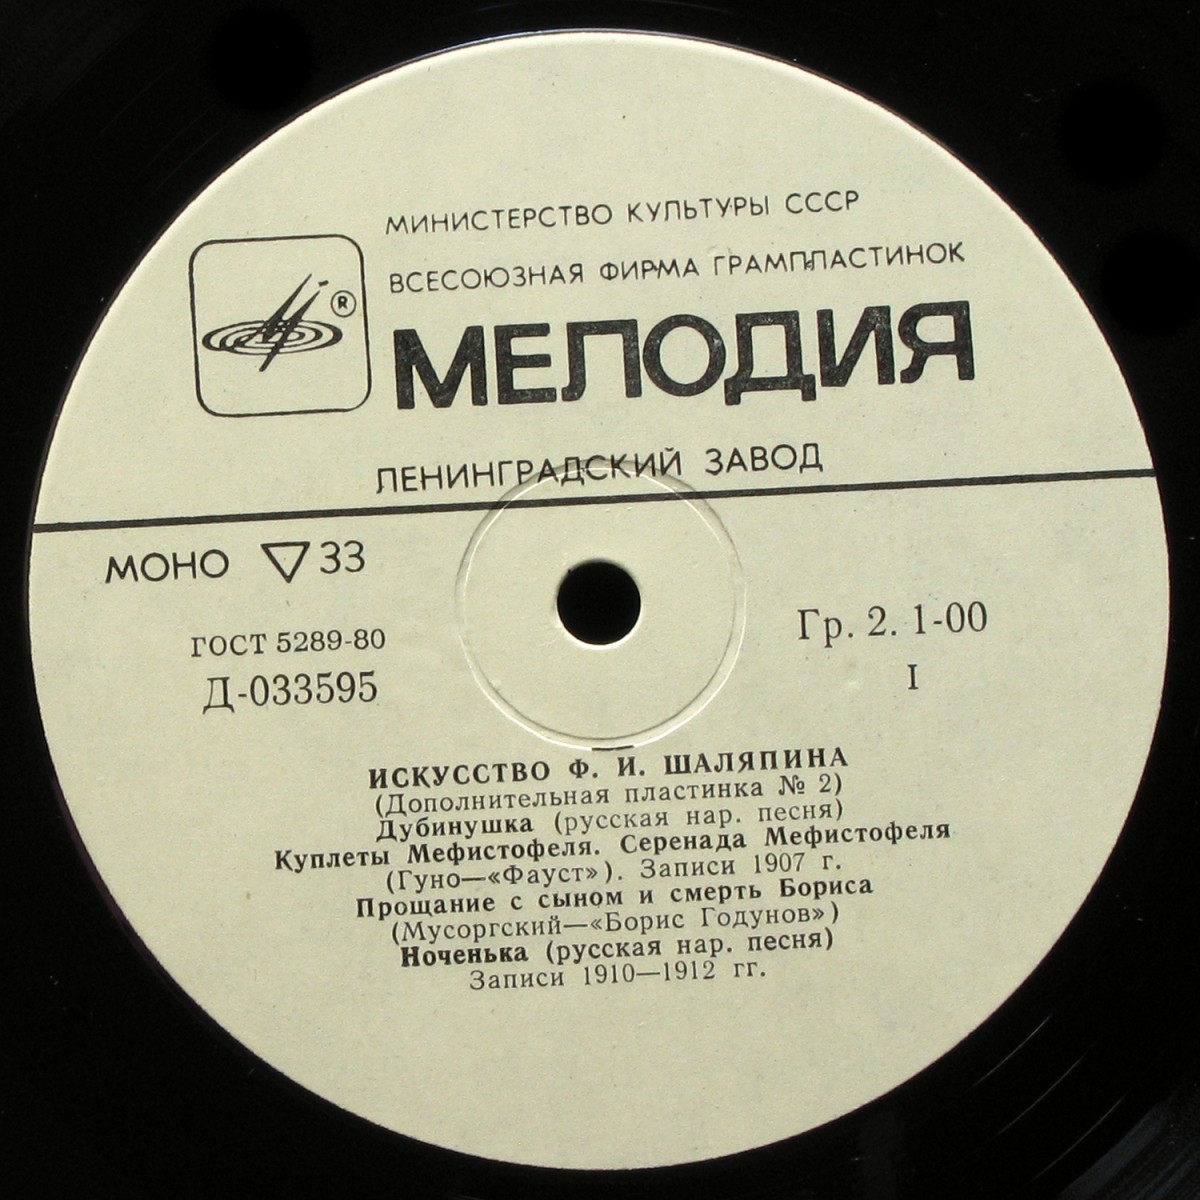 МИНИСТЕРСТВО КУЛЬТУРЫ СССР
ВСЕСОЮЗНАЯ ФИРМА ГРАМПЛАСТИНОК
®
МЕЛОДИЯ
ЛЕНИНГРАДСКИЙ ЗАВОД
МОНО ▽ 33
ГОСТ 5289-80
Д-033595
Гр. 2. 1-00
I
ИСКУССТВО Ф. И. ШАЛЯПИНА
(Дополнительная пластинка № 2)
Дубинушка (русская нар. песня)
Куплеты Мефистофеля. Серенада Мефистофеля
(Гуно—«Фауст»). Записи 1907 г.
Прощание с сыном и смерть Бориса
(Мусоргский—«Борис Годунов»)
Ноченька (русская нар. песня)
Записи 1910—1912 гг.